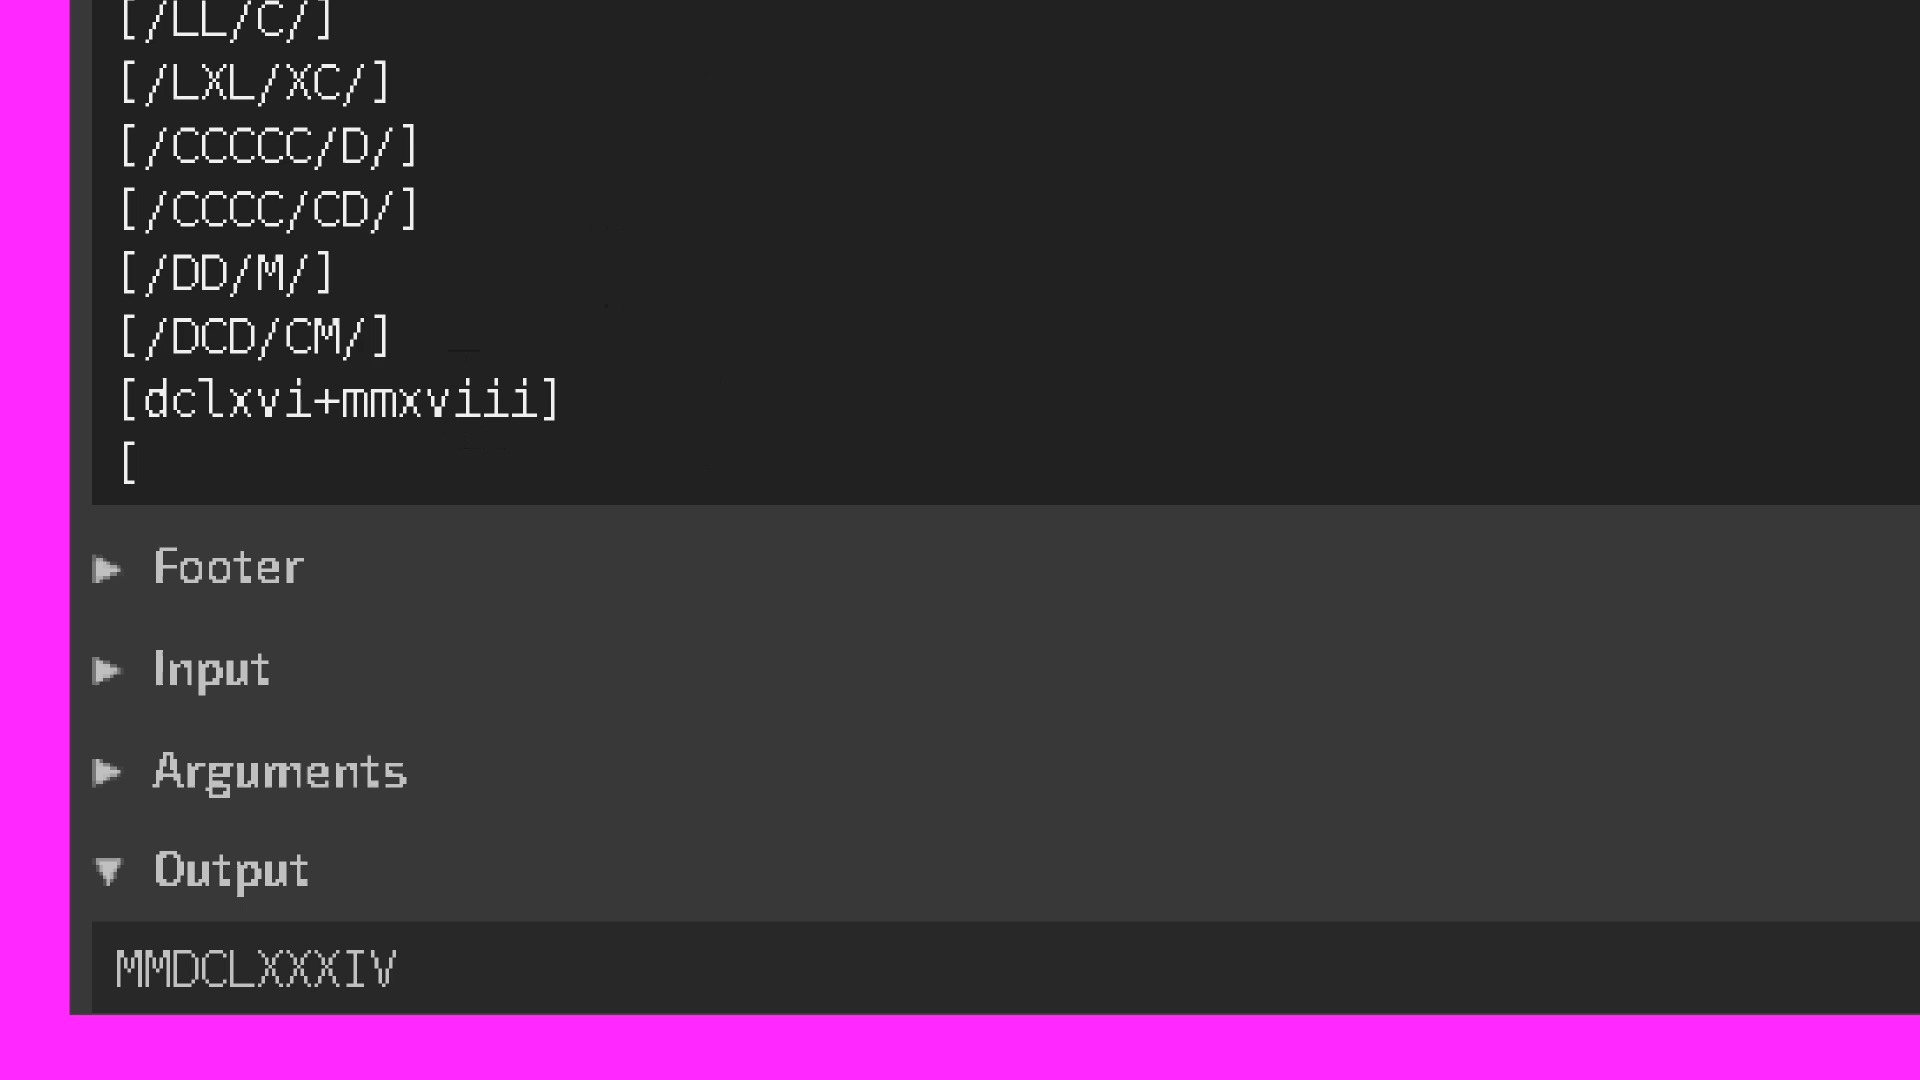 [/LL/C/]
[/LXL/XC/]
[/CCCCC/D/]
[/CCCC/CD/]
[/DD/M/]
[/DCD/CM/]
[dclxvi+mmxviii]
[
Footer
Input
Arguments
Output
MMDCLXXXIV